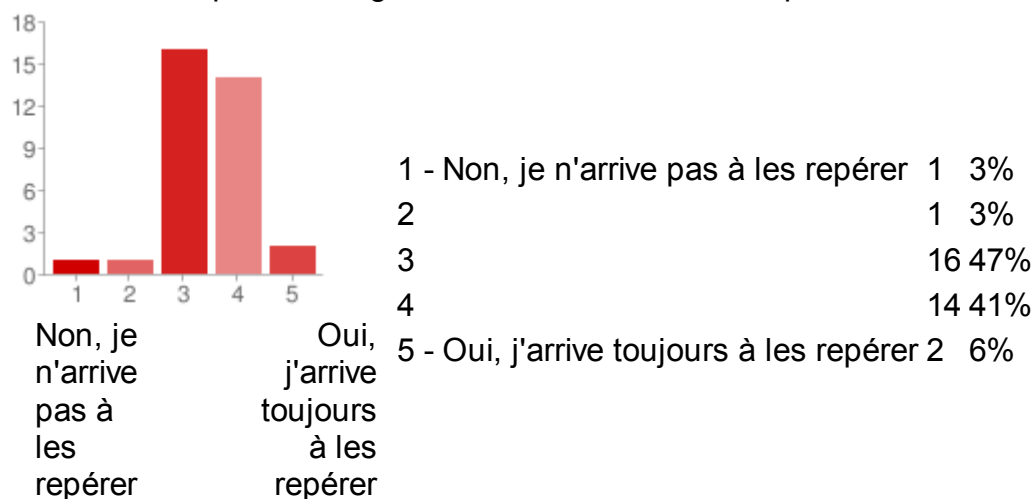 18
15
12
9
6
3
0
1 2 3 4 5
Non, je
n'arrive
pas à
les
repérer
Oui,
j'arrive
toujours
à les
repérer
1 - Non, je n'arrive pas à les repérer 1 3%
2 1 3%
3 16 47%
4 14 41%
5 - Oui, j'arrive toujours à les repérer 2 6%